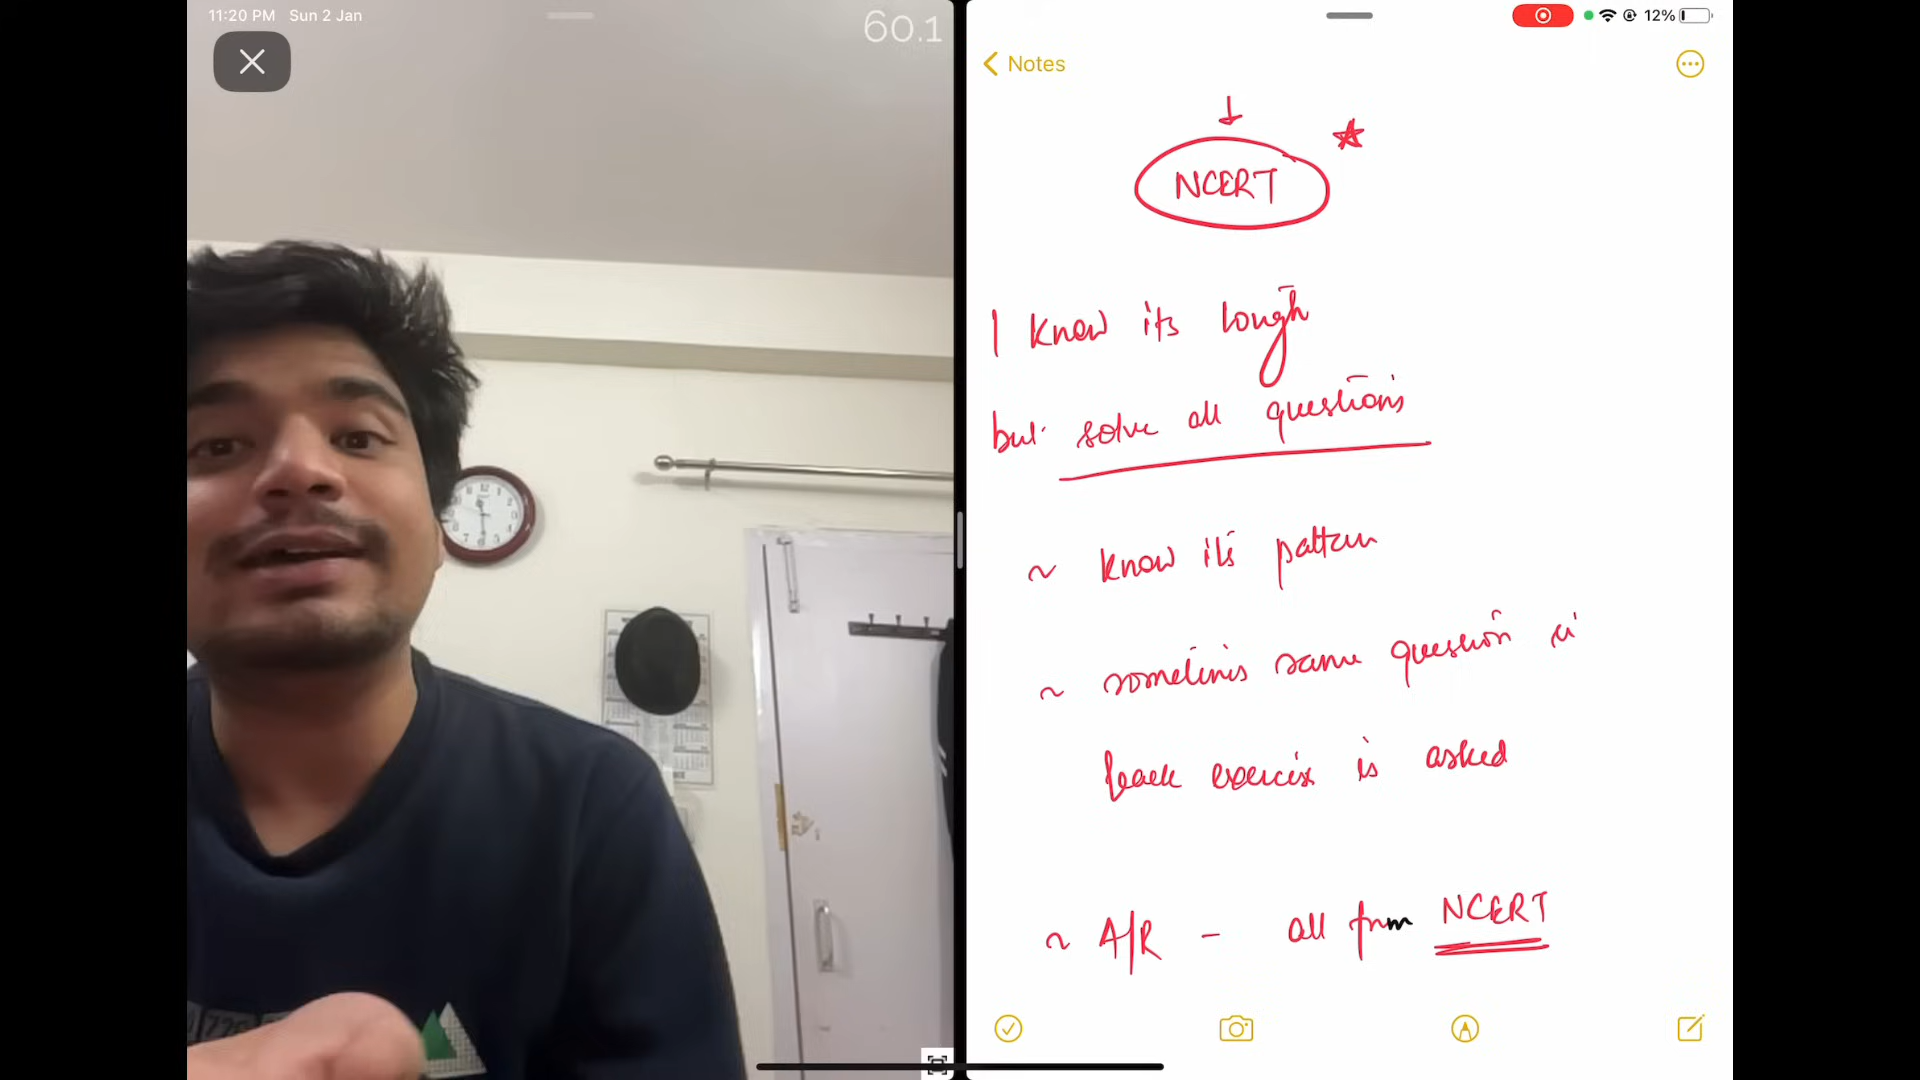 11:20 PM Sun 2 Jan
60.1
12%
Notes
NCERT
I know its tough
but solve all questions
~ know its pattern
~ sometimes same question
back exercise is asked
~ A/R - all from NCERT